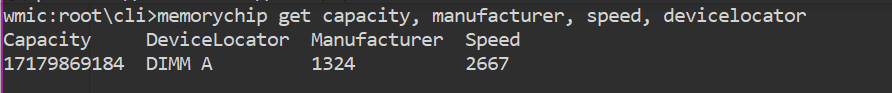 wmic:root\cli>memorychip get capacity, manufacturer, speed, devicelocator
Capacity     DeviceLocator  Manufacturer  Speed
17179869184  DIMM A         1324          2667